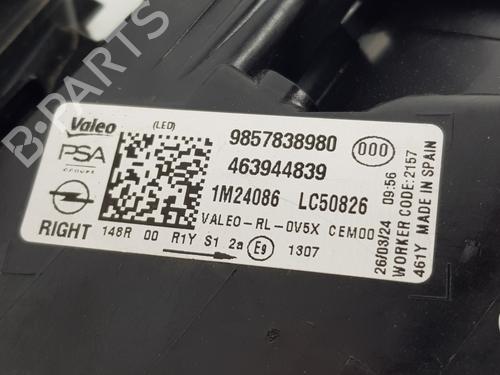 Valeo (LED) 9857838980 000
PSA GROUPE 463944839
1M24086 LC50826
VALEO-RL-0V5X CEM00
RIGHT 148R 00 R1Y S1 2a E9 1307
26/03/24 09:56
WORKER CODE:2157
461Y MADE IN SPAIN
B-PARTS